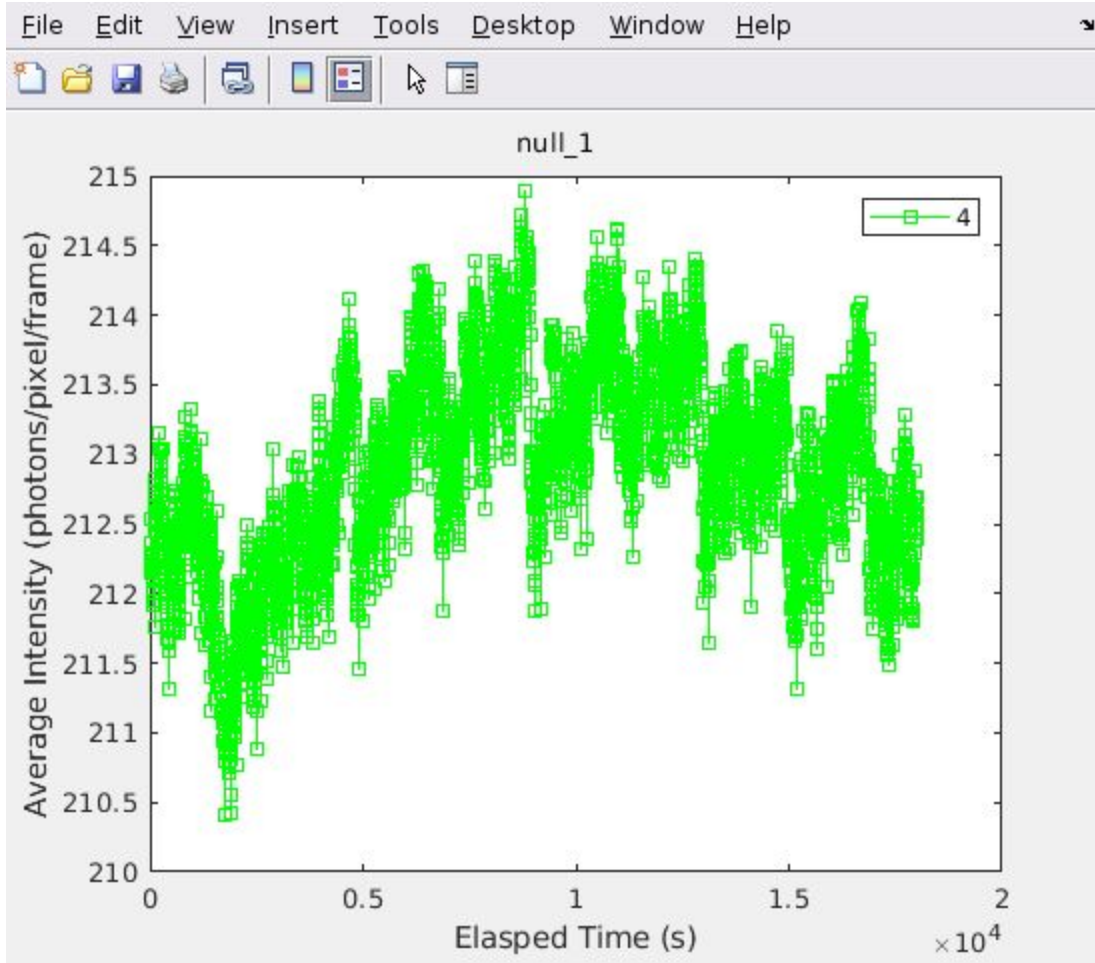 File Edit View Insert Tools Desktop Window Help
null_1
215
214.5
214
213.5
213
212.5
212
211.5
211
210.5
210
Average Intensity (photons/pixel/frame)
4
0 0.5 1 1.5 2
×10^4
Elasped Time (s)